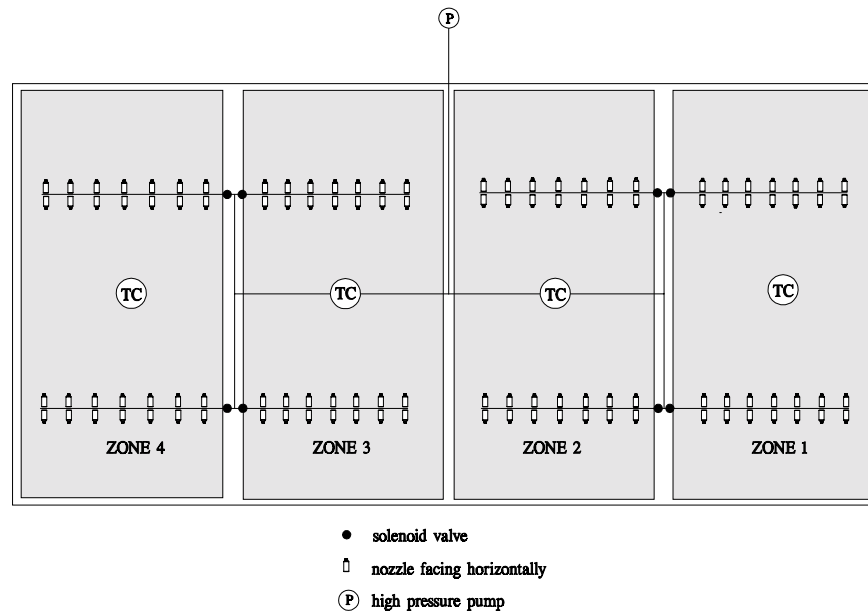 P
TC TC TC TC
ZONE 4 ZONE 3 ZONE 2 ZONE 1
solenoid valve
nozzle facing horizontally
P high pressure pump